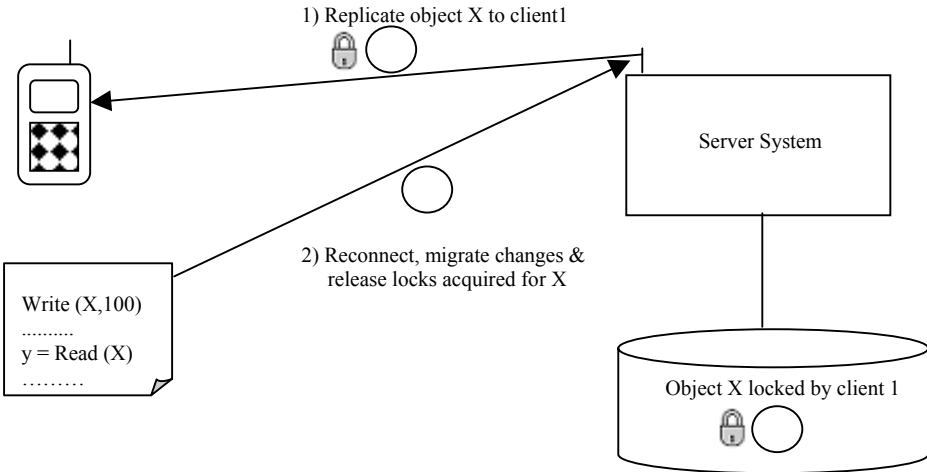 1) Replicate object X to client1
Server System
2) Reconnect, migrate changes &
release locks acquired for X
Write (X,100)
..........
y = Read (X)
………
Object X locked by client 1